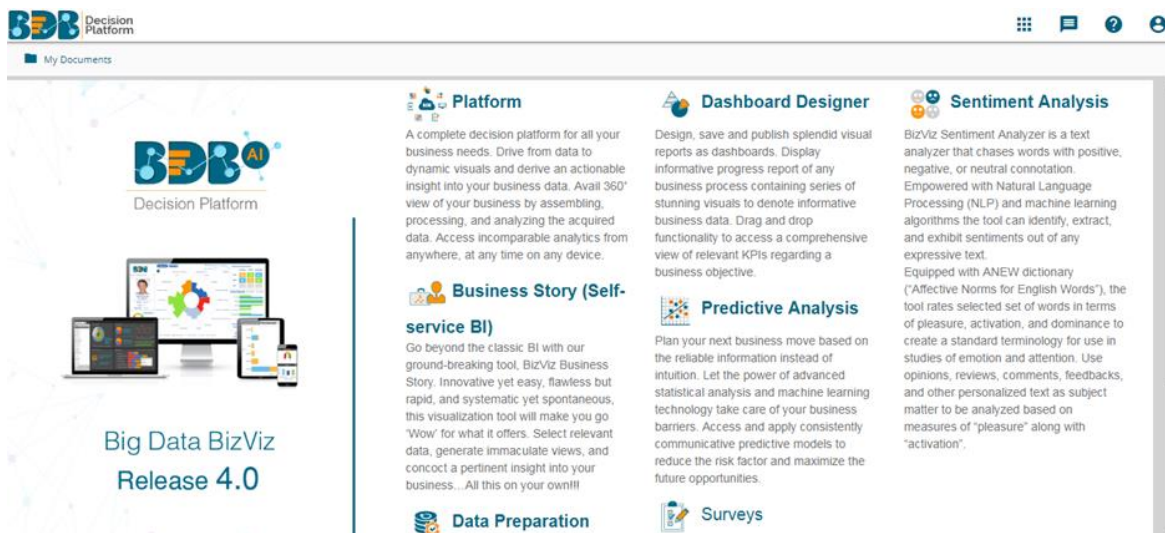 BDB Decision
Platform
My Documents
BDB AI
Decision Platform
Big Data BizViz
Release 4.0
Platform
A complete decision platform for all your
business needs. Drive from data to
dynamic visuals and derive an actionable
insight into your business data. Avail 360°
view of your business by assembling,
processing, and analyzing the acquired
data. Access incomparable analytics from
anywhere, at any time on any device.
Business Story (Self-
service BI)
Go beyond the classic BI with our
ground-breaking tool, BizViz Business
Story. Innovative yet easy, flawless but
rapid, and systematic yet spontaneous,
this visualization tool will make you go
'Wow' for what it offers. Select relevant
data, generate immaculate views, and
concoct a pertinent insight into your
business…All this on your own!!!
Data Preparation
Dashboard Designer
Design, save and publish splendid visual
reports as dashboards. Display
informative progress report of any
business process containing series of
stunning visuals to denote informative
business data. Drag and drop
functionality to access a comprehensive
view of relevant KPIs regarding a
business objective.
Predictive Analysis
Plan your next business move based on
the reliable information instead of
intuition. Let the power of advanced
statistical analysis and machine learning
technology take care of your business
barriers. Access and apply consistently
communicative predictive models to
reduce the risk factor and maximize the
future opportunities.
Surveys
Sentiment Analysis
BizViz Sentiment Analyzer is a text
analyzer that chases words with positive,
negative, or neutral connotation.
Empowered with Natural Language
Processing (NLP) and machine learning
algorithms the tool can identify, extract,
and exhibit sentiments out of any
expressive text.
Equipped with ANEW dictionary
("Affective Norms for English Words"), the
tool rates selected set of words in terms
of pleasure, activation, and dominance to
create a standard terminology for use in
studies of emotion and attention. Use
opinions, reviews, comments, feedbacks,
and other personalized text as subject
matter to be analyzed based on
measures of "pleasure" along with
"activation".